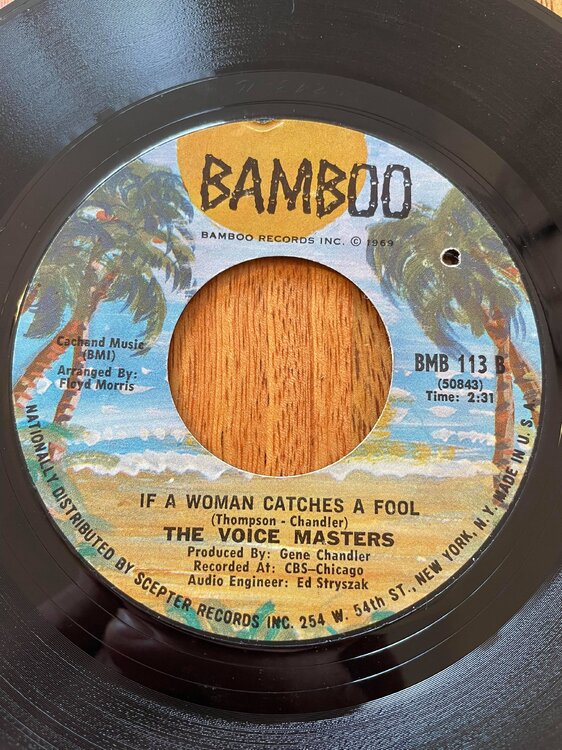 BAMBOO
BAMBOO RECORDS INC. © 1969
Cachand Music
(BMI)
Arranged By:
Floyd Morris
BMB 113 B
(50843)
Time: 2:31
IF A WOMAN CATCHES A FOOL
(Thompson - Chandler)
THE VOICE MASTERS
Produced By: Gene Chandler
Recorded At: CBS—Chicago
Audio Engineer: Ed Stryszak
NATIONALLY DISTRIBUTED BY SCEPTER RECORDS INC. 254 W. 54th ST., NEW YORK, N.Y. MADE IN U.S.A.